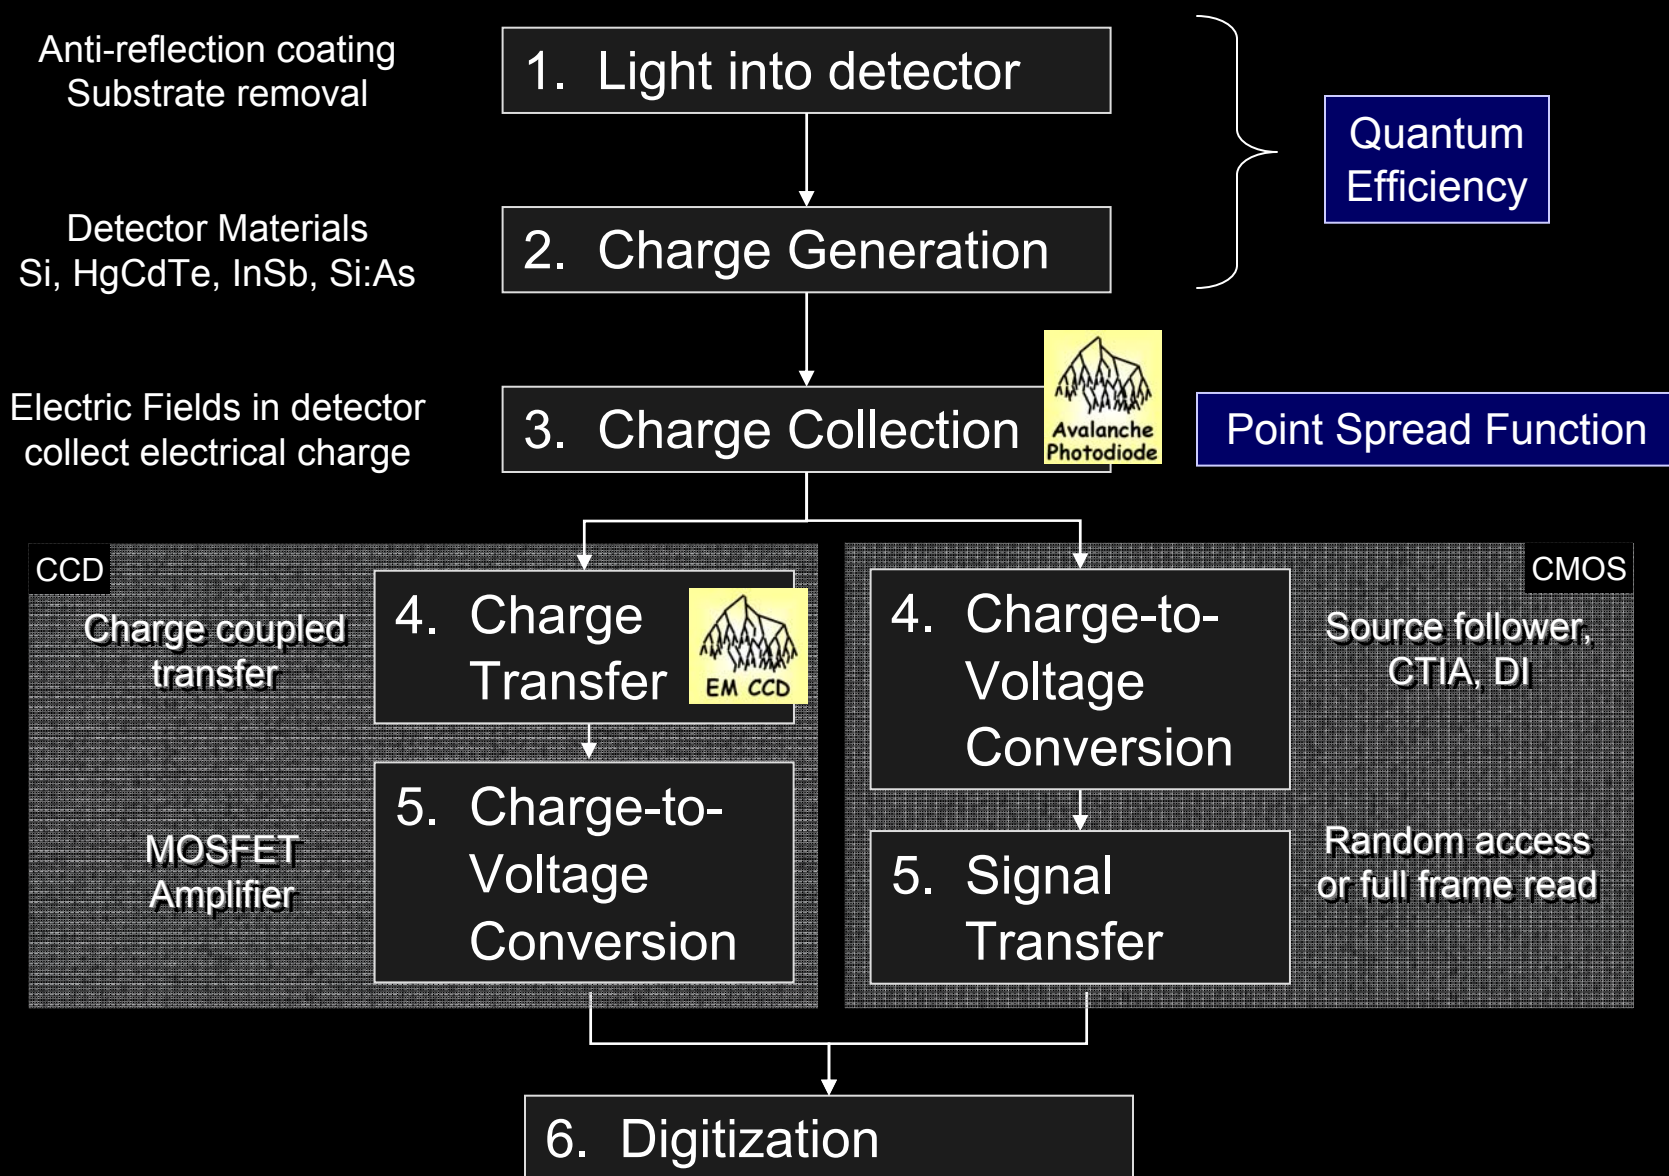 Anti-reflection coating
Substrate removal
1. Light into detector
Quantum
Efficiency
Detector Materials
Si, HgCdTe, InSb, Si:As
2. Charge Generation
Electric Fields in detector
collect electrical charge
3. Charge Collection
Avalanche
Photodiode
Point Spread Function
CCD
Charge coupled
transfer
4. Charge
Transfer
EM CCD
MOSFET
Amplifier
5. Charge-to-
Voltage
Conversion
CMOS
4. Charge-to-
Voltage
Conversion
Source follower,
CTIA, DI
5. Signal
Transfer
Random access
or full frame read
6. Digitization